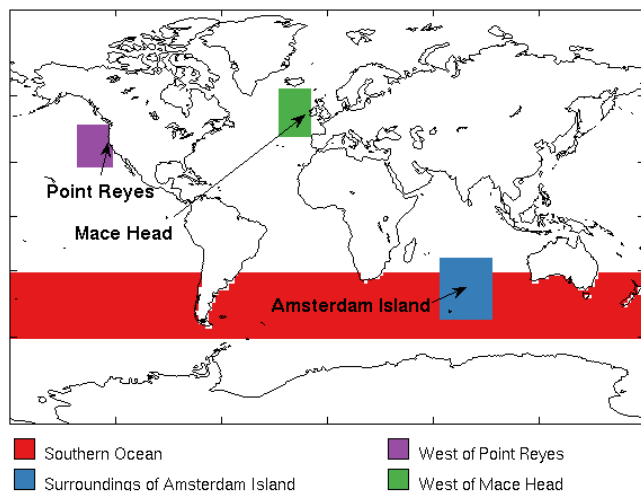 Point Reyes
Mace Head
Amsterdam Island
Southern Ocean
West of Point Reyes
Surroundings of Amsterdam Island
West of Mace Head